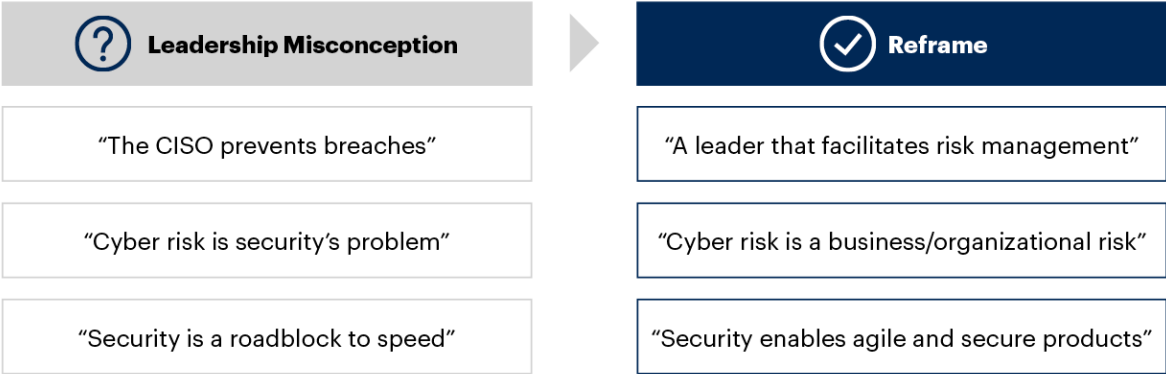 Leadership Misconception
Reframe
“The CISO prevents breaches”
“A leader that facilitates risk management”
“Cyber risk is security’s problem”
“Cyber risk is a business/organizational risk”
“Security is a roadblock to speed”
“Security enables agile and secure products”